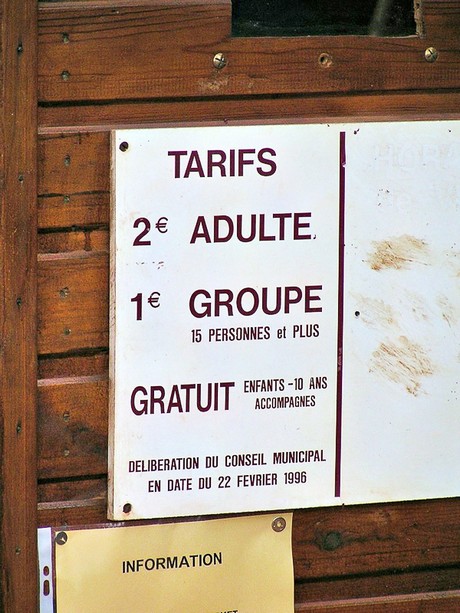 TARIFS
2€ ADULTE
1€ GROUPE
15 PERSONNES et PLUS
GRATUIT ENFANTS -10 ANS
ACCOMPAGNES
DELIBERATION DU CONSEIL MUNICIPAL
EN DATE DU 22 FEVRIER 1996
INFORMATION